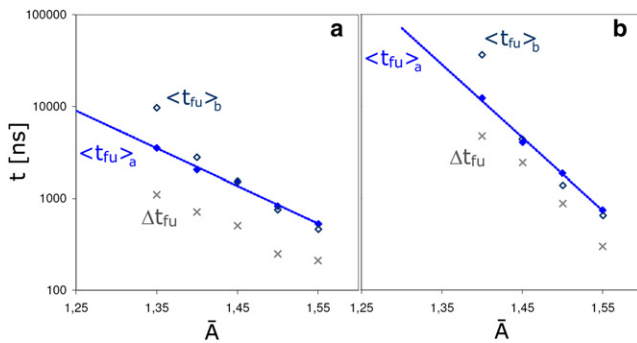 a
b
t [ns]
100000
10000
1000
100
<tfu>b
<tfu>a
Δtfu
1,25
1,35
1,45
1,55
Ā
<tfu>b
<tfu>a
Δtfu
1,25
1,35
1,45
1,55
Ā